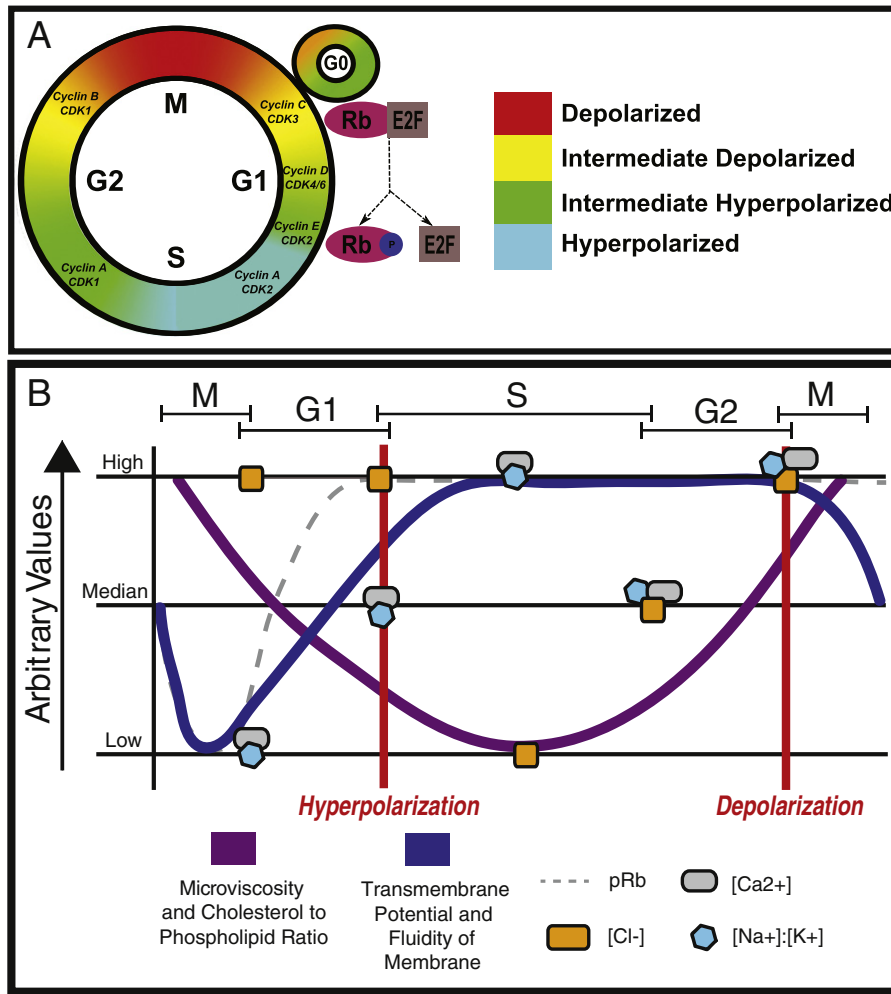 A
G0
Cyclin B
CDK1
M
Cyclin C
CDK3
Rb
E2F
G2
G1
Cyclin D
CDK4/6
Cyclin E
CDK2
Rb
P
E2F
S
Cyclin A
CDK1
Cyclin A
CDK2
Depolarized
Intermediate Depolarized
Intermediate Hyperpolarized
Hyperpolarized
B
M
G1
S
G2
M
Arbitrary Values
High
Median
Low
Hyperpolarization
Depolarization
Microviscosity
and Cholesterol to
Phospholipid Ratio
Transmembrane
Potential and
Fluidity of
Membrane
pRb
[Ca2+]
[Cl-]
[Na+]:[K+]